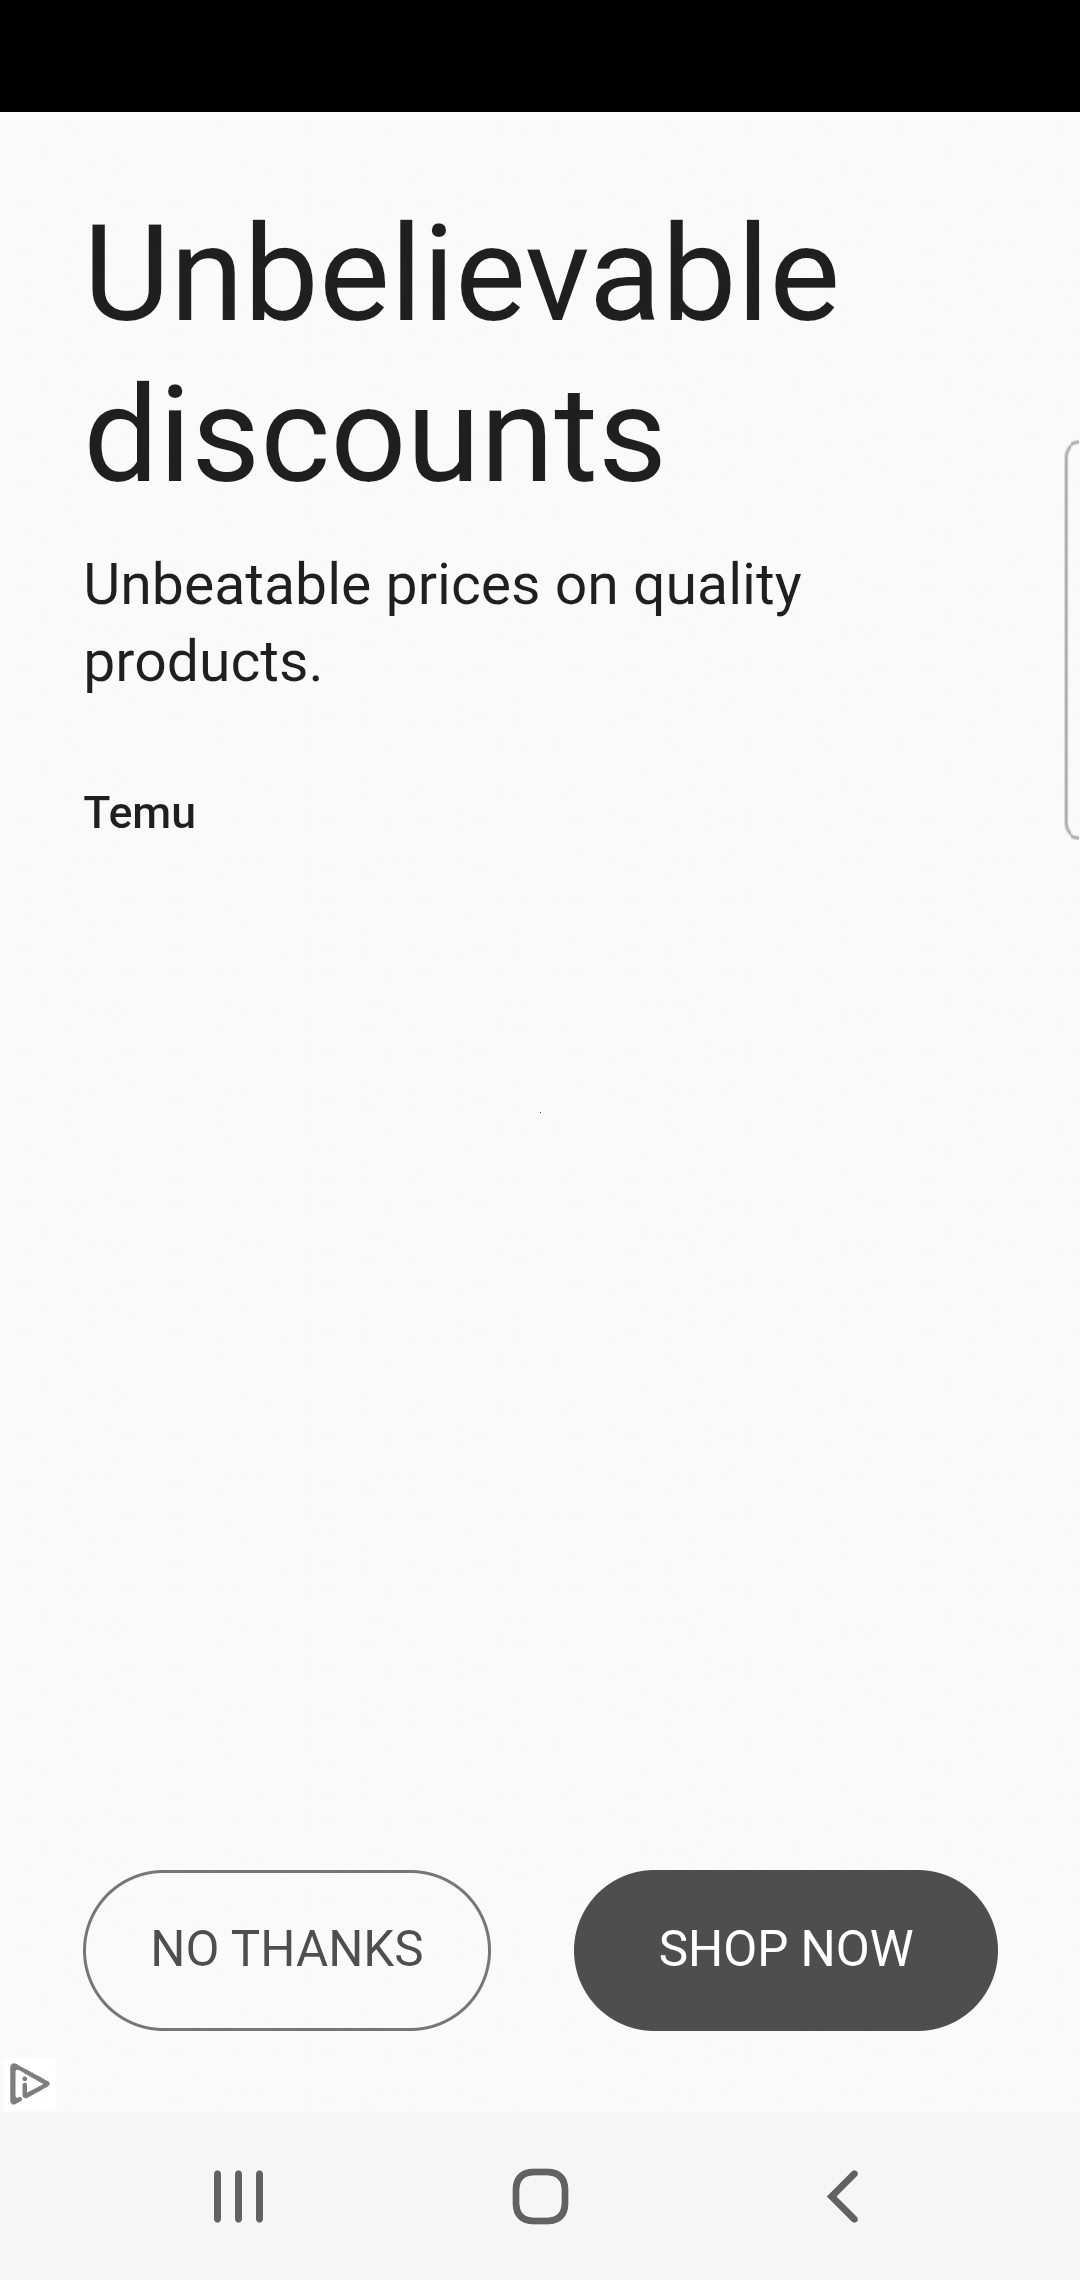 Unbelievable
discounts
Unbeatable prices on quality
products.
Temu
NO THANKS
SHOP NOW